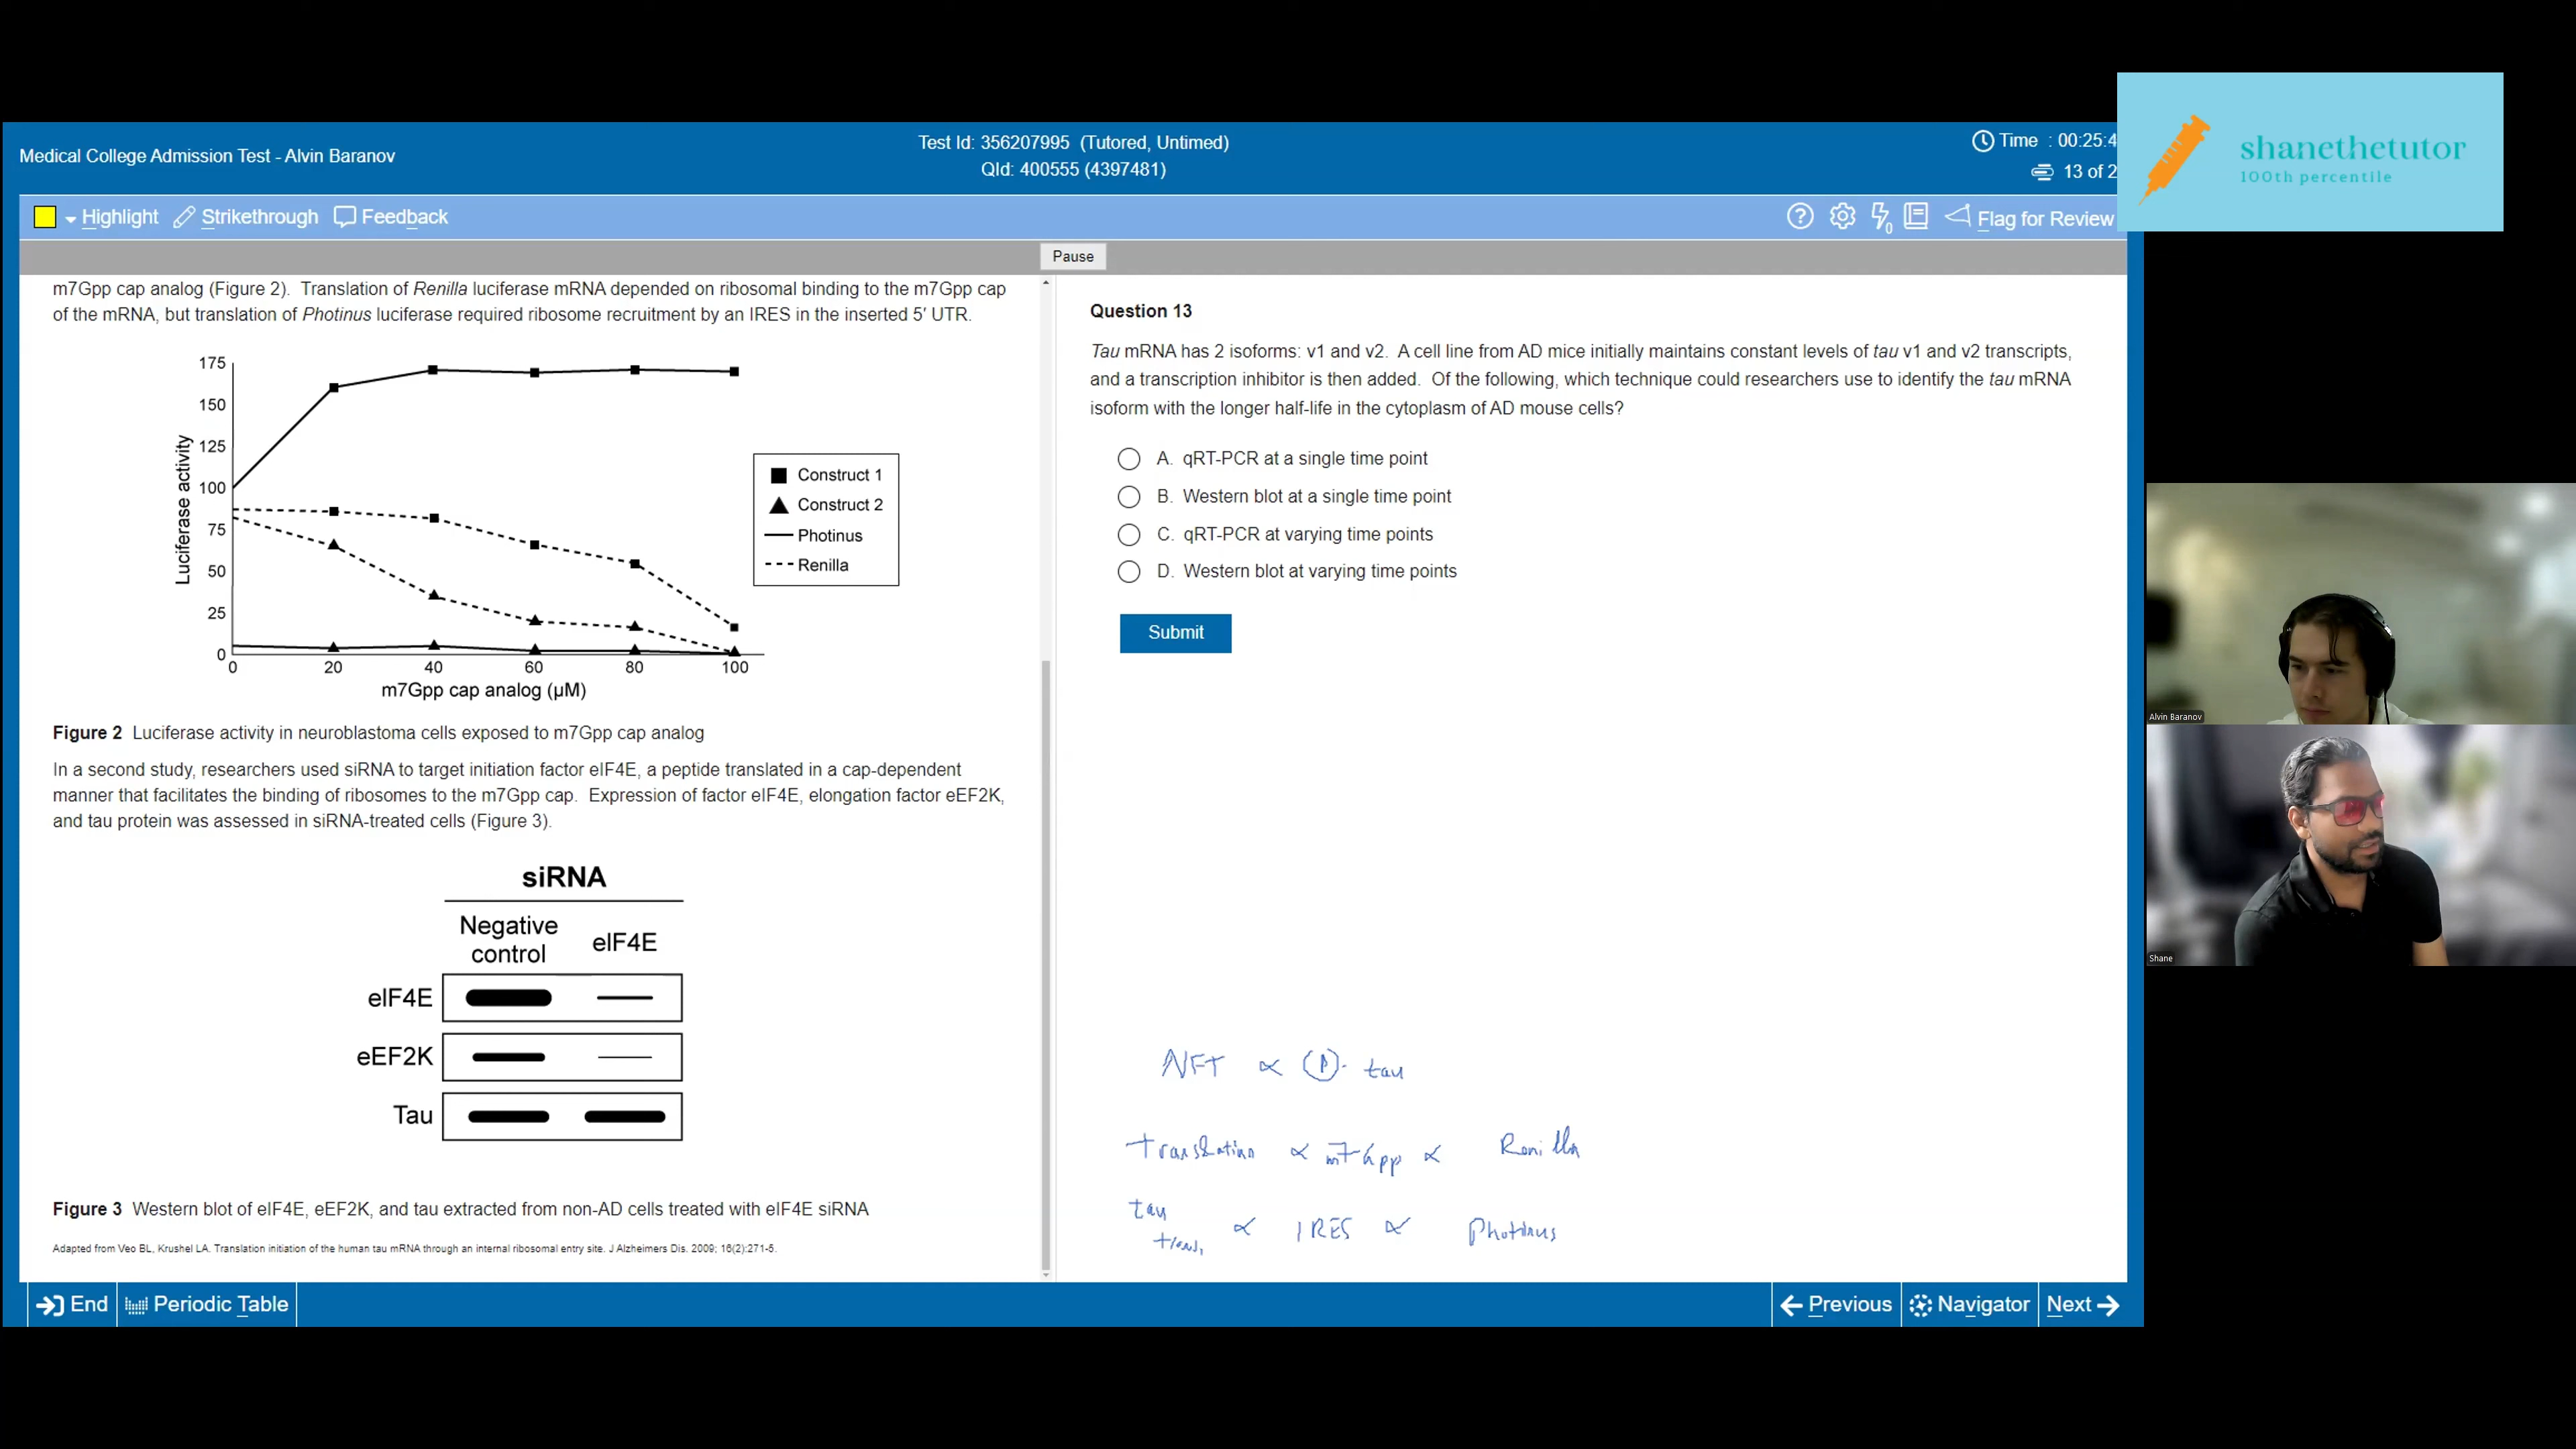 shanethetutor
100th percentile
Medical College Admission Test - Alvin Baranov
Test Id: 356207995 (Tutored, Untimed)
QId: 400555 (4397481)
Time : 00:25:4
13 of 2
Highlight Strikethrough Feedback
Flag for Review
Pause
m7Gpp cap analog (Figure 2). Translation of Renilla luciferase mRNA depended on ribosomal binding to the m7Gpp cap
of the mRNA, but translation of Photinus luciferase required ribosome recruitment by an IRES in the inserted 5′ UTR.
175
150
125
100
75
50
25
0
Luciferase activity
0 20 40 60 80 100
m7Gpp cap analog (µM)
Construct 1
Construct 2
Photinus
Renilla
Figure 2 Luciferase activity in neuroblastoma cells exposed to m7Gpp cap analog
In a second study, researchers used siRNA to target initiation factor eIF4E, a peptide translated in a cap-dependent
manner that facilitates the binding of ribosomes to the m7Gpp cap. Expression of factor eIF4E, elongation factor eEF2K,
and tau protein was assessed in siRNA-treated cells (Figure 3).
siRNA
Negative
control
eIF4E
eIF4E
eEF2K
Tau
Figure 3 Western blot of eIF4E, eEF2K, and tau extracted from non-AD cells treated with eIF4E siRNA
Adapted from Veo BL, Krushel LA. Translation initiation of the human tau mRNA through an internal ribosomal entry site. J Alzheimers Dis. 2009; 16(2):271-5.
Question 13
Tau mRNA has 2 isoforms: v1 and v2. A cell line from AD mice initially maintains constant levels of tau v1 and v2 transcripts,
and a transcription inhibitor is then added. Of the following, which technique could researchers use to identify the tau mRNA
isoform with the longer half-life in the cytoplasm of AD mouse cells?
A. qRT-PCR at a single time point
B. Western blot at a single time point
C. qRT-PCR at varying time points
D. Western blot at varying time points
Submit
NFT ∝ P. tau
Translation ∝ m7Gpp ∝ Renilla
tau
trans, ∝ IRES ∝ Photinus
End Periodic Table
Previous Navigator Next
Alvin Baranov
Shane